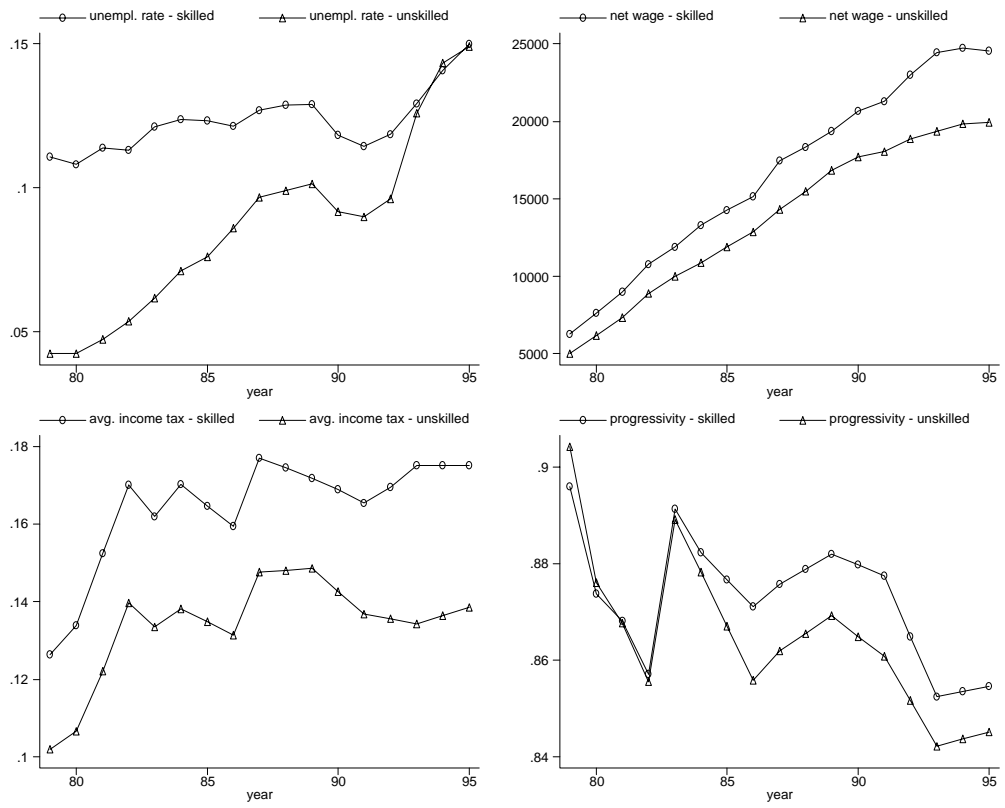 unempl. rate - skilled unempl. rate - unskilled
.15
.1
.05
80 85 90 95
year
net wage - skilled net wage - unskilled
25000
20000
15000
10000
5000
80 85 90 95
year
avg. income tax - skilled avg. income tax - unskilled
.18
.16
.14
.12
.1
80 85 90 95
year
progressivity - skilled progressivity - unskilled
.9
.88
.86
.84
80 85 90 95
year